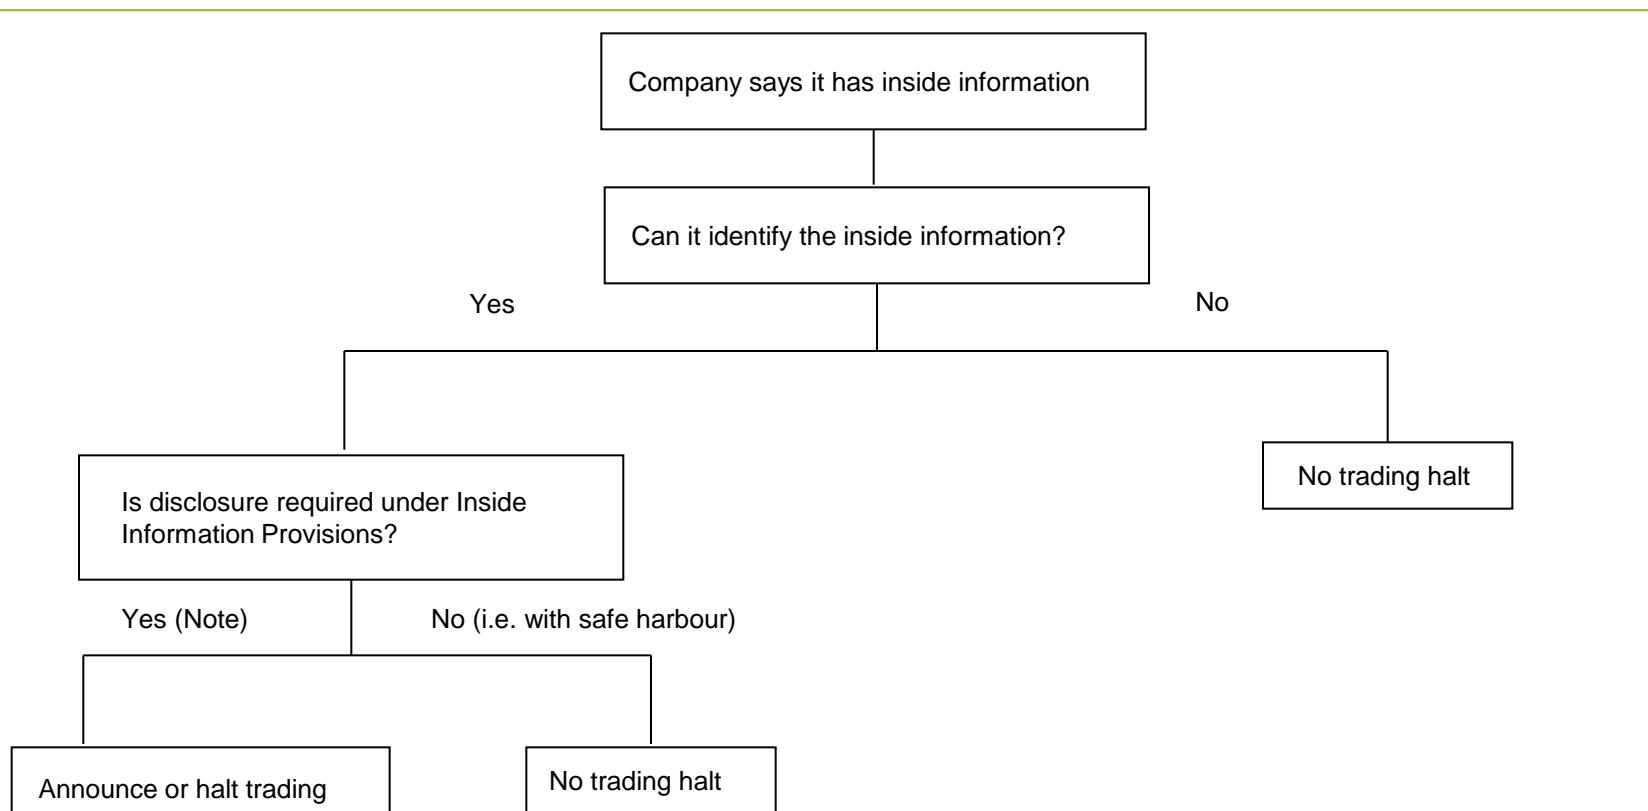 Company says it has inside information
Can it identify the inside information?
Yes
No
No trading halt
Is disclosure required under Inside
Information Provisions?
Yes (Note)
No (i.e. with safe harbour)
Announce or halt trading
No trading halt